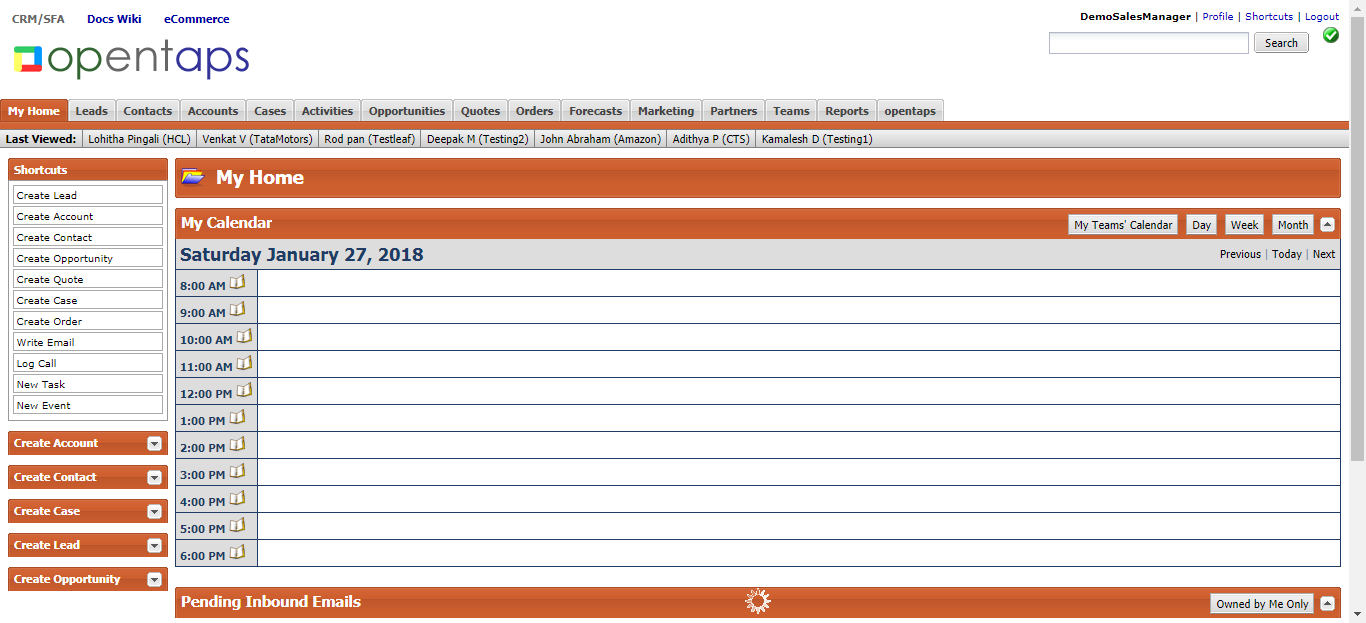 CRM/SFA Docs Wiki eCommerce
DemoSalesManager | Profile | Shortcuts | Logout
opentaps
Search
My Home Leads Contacts Accounts Cases Activities Opportunities Quotes Orders Forecasts Marketing Partners Teams Reports opentaps
Last Viewed: Lohitha Pingali (HCL) Venkat V (TataMotors) Rod pan (Testleaf) Deepak M (Testing2) John Abraham (Amazon) Adithya P (CTS) Kamalesh D (Testing1)
Shortcuts
Create Lead
Create Account
Create Contact
Create Opportunity
Create Quote
Create Case
Create Order
Write Email
Log Call
New Task
New Event
Create Account
Create Contact
Create Case
Create Lead
Create Opportunity
My Home
My Calendar
My Teams' Calendar Day Week Month
Saturday January 27, 2018
Previous | Today | Next
8:00 AM
9:00 AM
10:00 AM
11:00 AM
12:00 PM
1:00 PM
2:00 PM
3:00 PM
4:00 PM
5:00 PM
6:00 PM
Pending Inbound Emails
Owned by Me Only